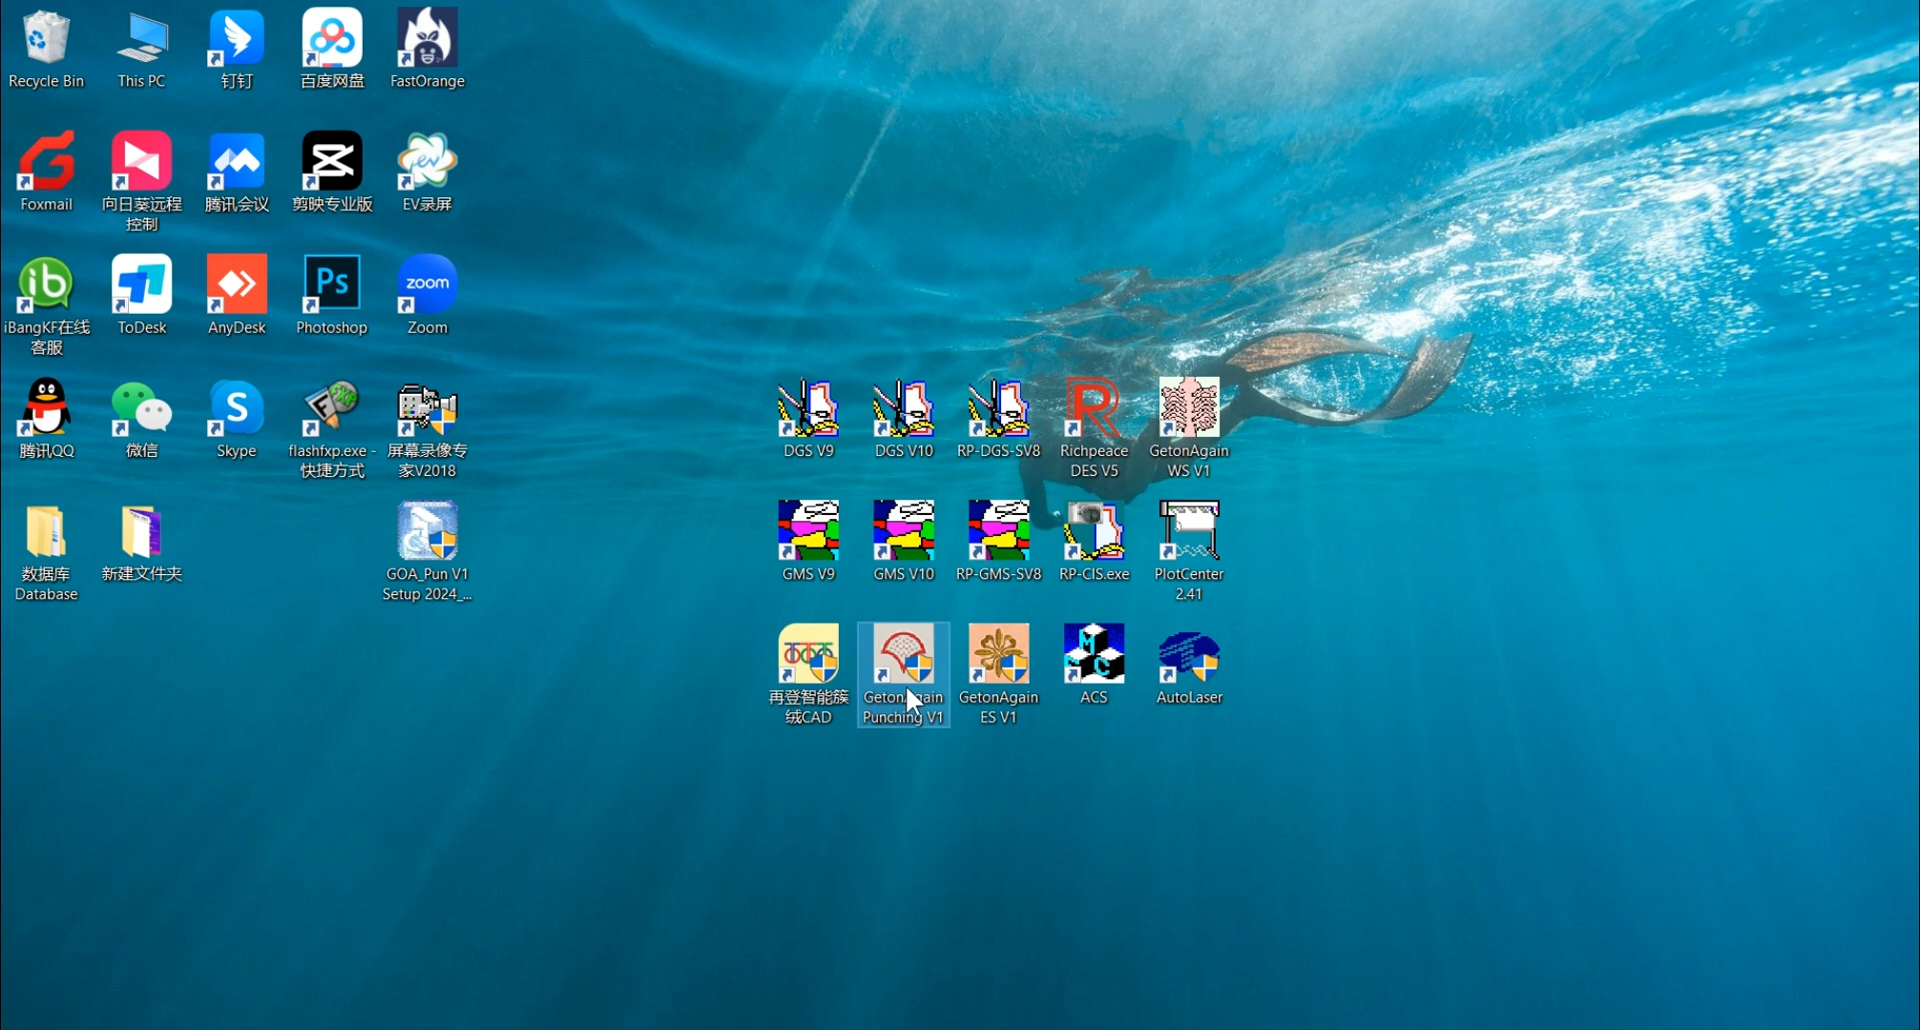 Recycle Bin
This PC
钉钉
百度网盘
FastOrange
Foxmail
向日葵远程
控制
腾讯会议
剪映专业版
ev
EV录屏
ib
iBangKF在线
客服
ToDesk
AnyDesk
Ps
Photoshop
zoom
Zoom
腾讯QQ
微信
S
Skype
flashfxp.exe -
快捷方式
屏幕录像专
家V2018
数据库
Database
新建文件夹
GOA_Pun V1
Setup 2024_...
DGS V9
DGS V10
RP-DGS-SV8
R
Richpeace
DES V5
GetonAgain
WS V1
GMS V9
GMS V10
RP-GMS-SV8
RP-CIS.exe
PlotCenter
2.41
再登智能簇
绒CAD
GetonAgain
Punching V1
GetonAgain
ES V1
M
C
ACS
AutoLaser